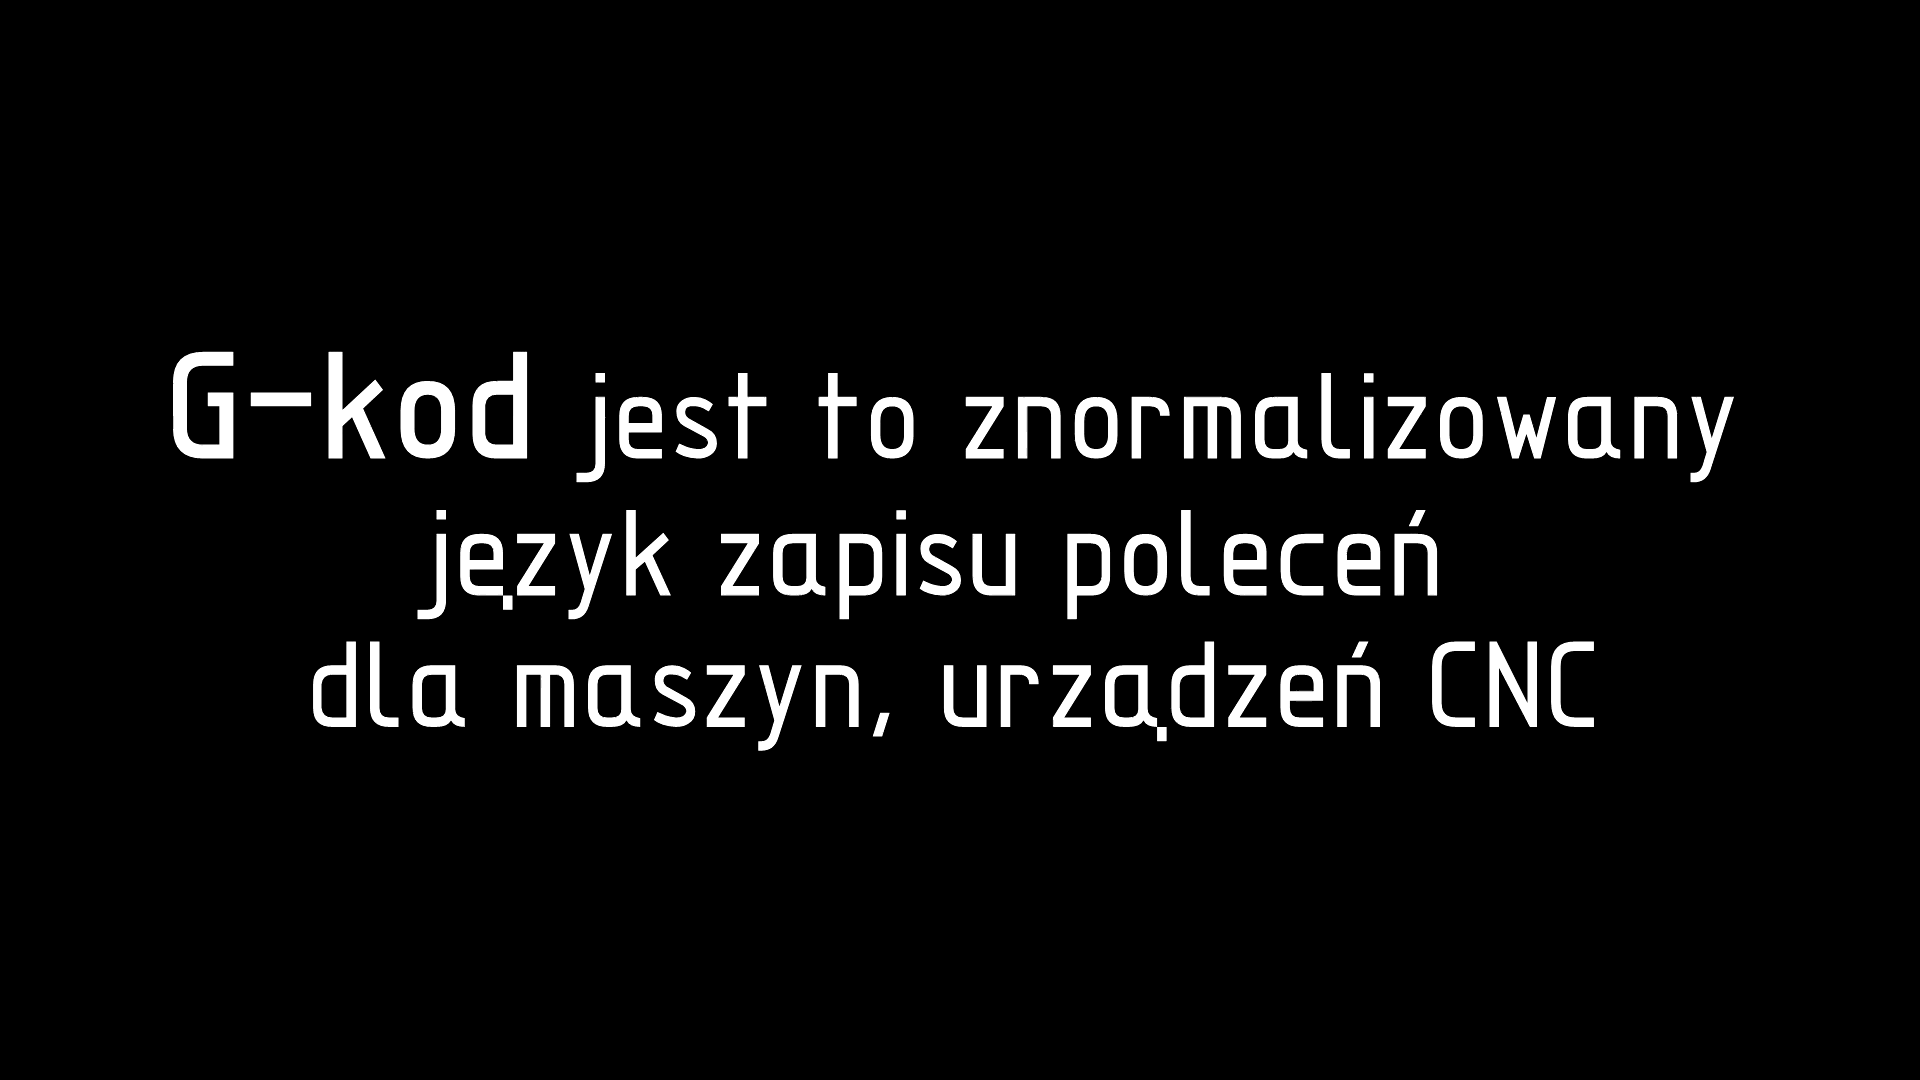 G-kod jest to znormalizowany
język zapisu poleceń
dla maszyn, urządzeń CNC